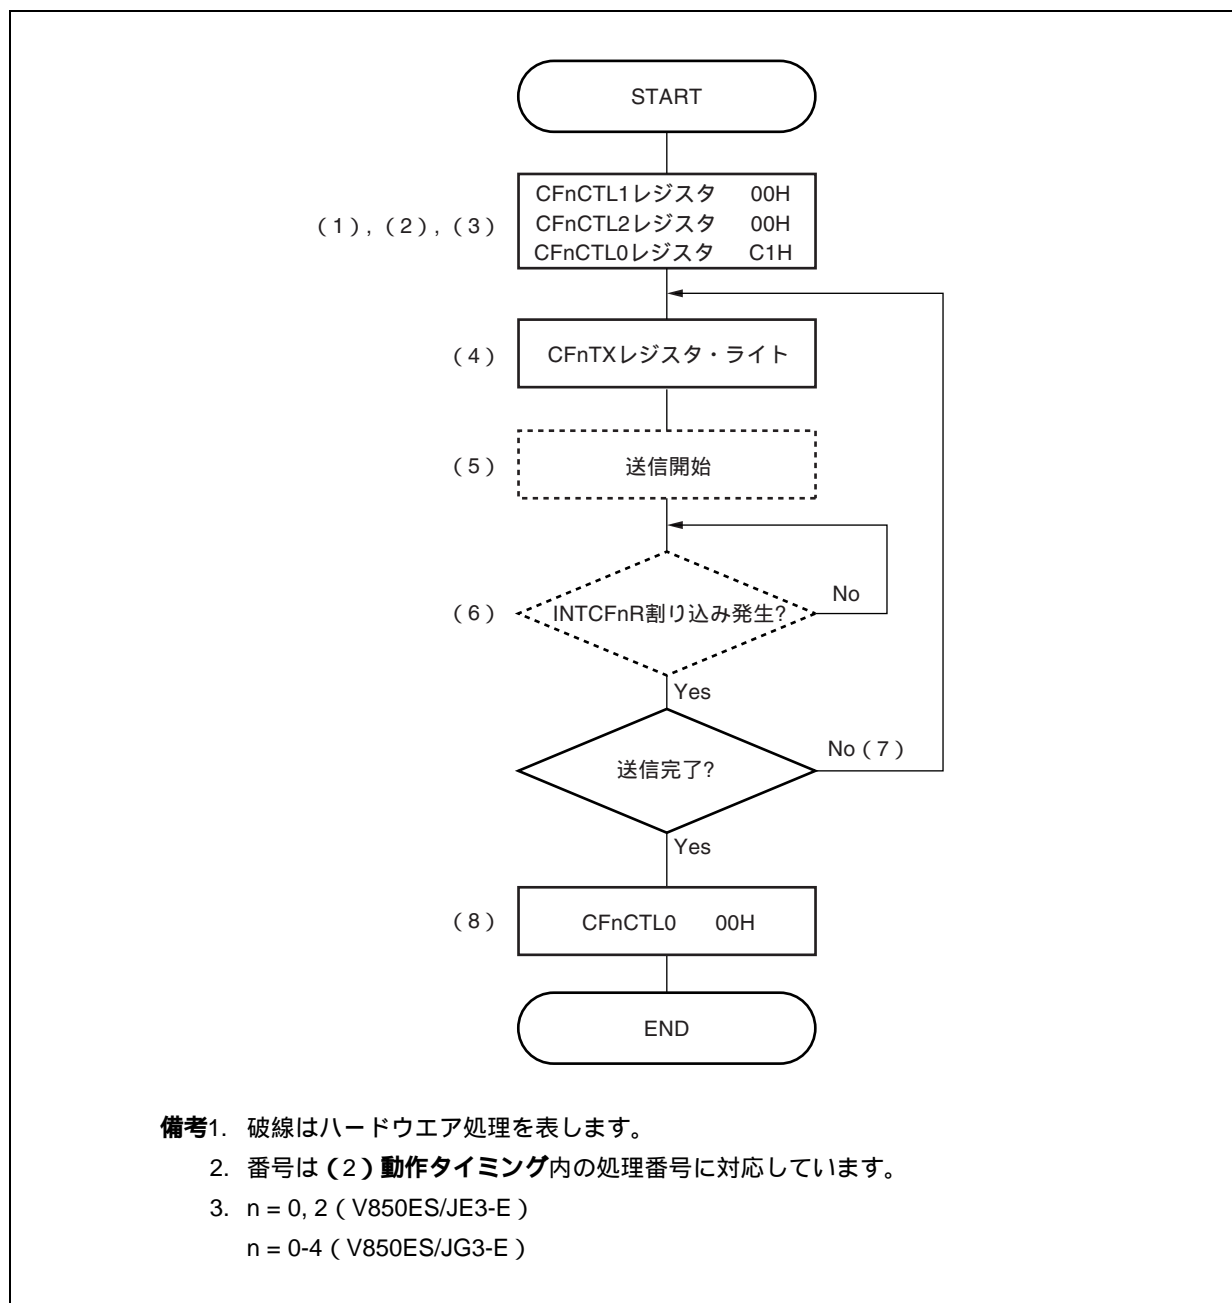 START
(1), (2), (3)
CFnCTL1レジスタ 00H
CFnCTL2レジスタ 00H
CFnCTL0レジスタ C1H
(4)
CFnTXレジスタ・ライト
(5)
送信開始
(6)
INTCFnR割り込み発生?
No
Yes
送信完了?
No(7)
Yes
(8)
CFnCTL0 00H
END
備考1. 破線はハードウエア処理を表します。
2. 番号は(2)動作タイミング内の処理番号に対応しています。
3. n = 0, 2(V850ES/JE3-E)
n = 0-4(V850ES/JG3-E)